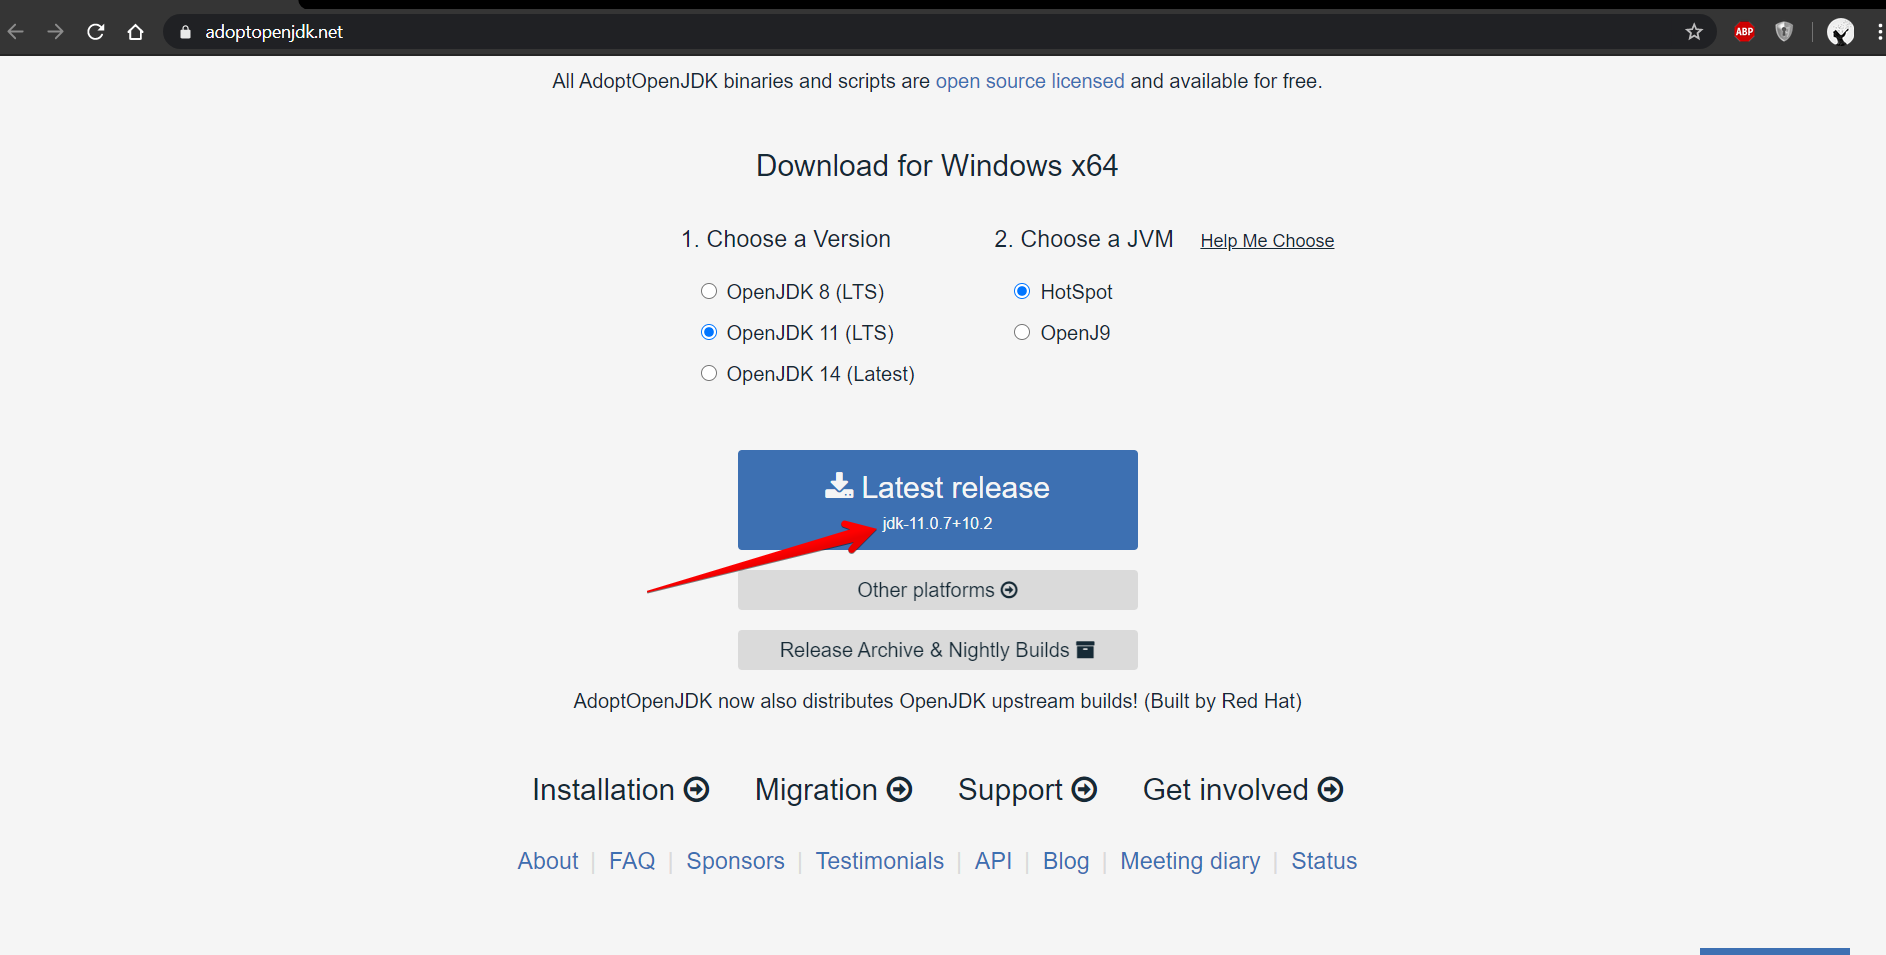 adoptopenjdk.net
ABP
All AdoptOpenJDK binaries and scripts are open source licensed and available for free.
Download for Windows x64
1. Choose a Version
2. Choose a JVM
Help Me Choose
OpenJDK 8 (LTS)
HotSpot
OpenJDK 11 (LTS)
OpenJ9
OpenJDK 14 (Latest)
Latest release
jdk-11.0.7+10.2
Other platforms
Release Archive & Nightly Builds
AdoptOpenJDK now also distributes OpenJDK upstream builds! (Built by Red Hat)
Installation Migration Support Get involved
About | FAQ | Sponsors | Testimonials | API | Blog | Meeting diary | Status